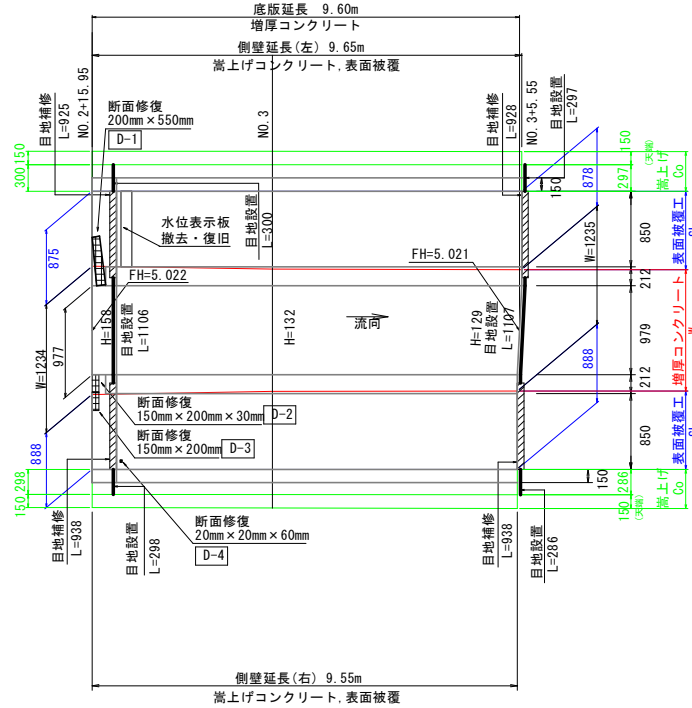 底版延長 9.60m
増厚コンクリート
側壁延長(左) 9.65m
嵩上げコンクリート,表面被覆
目地補修
L=925
NO.2+15.95
断面修復
200mm×550mm
D-1
NO.3
目地補修
L=928
NO.3+5.55
目地設置
L=297
150
300
150
(天端)
297
嵩上げ
Co
878
150
水位表示板
撤去・復旧
目地設置
L=300
W=1235
850
表面被覆工
875
FH=5.022
FH=5.021
212
H=158
目地設置
L=1106
H=132
流向
H=129
目地設置
L=1107
979
増厚コンクリート
W=1234
977
888
212
断面修復
150mm×200mm×30mm
D-2
断面修復
150mm×200mm
D-3
850
表面被覆工
888
298
150
目地補修
L=938
目地設置
L=298
断面修復
20mm×20mm×60mm
D-4
目地補修
L=938
目地設置
L=286
150
286
150
(天端)
嵩上げ
Co
側壁延長(右) 9.55m
嵩上げコンクリート,表面被覆